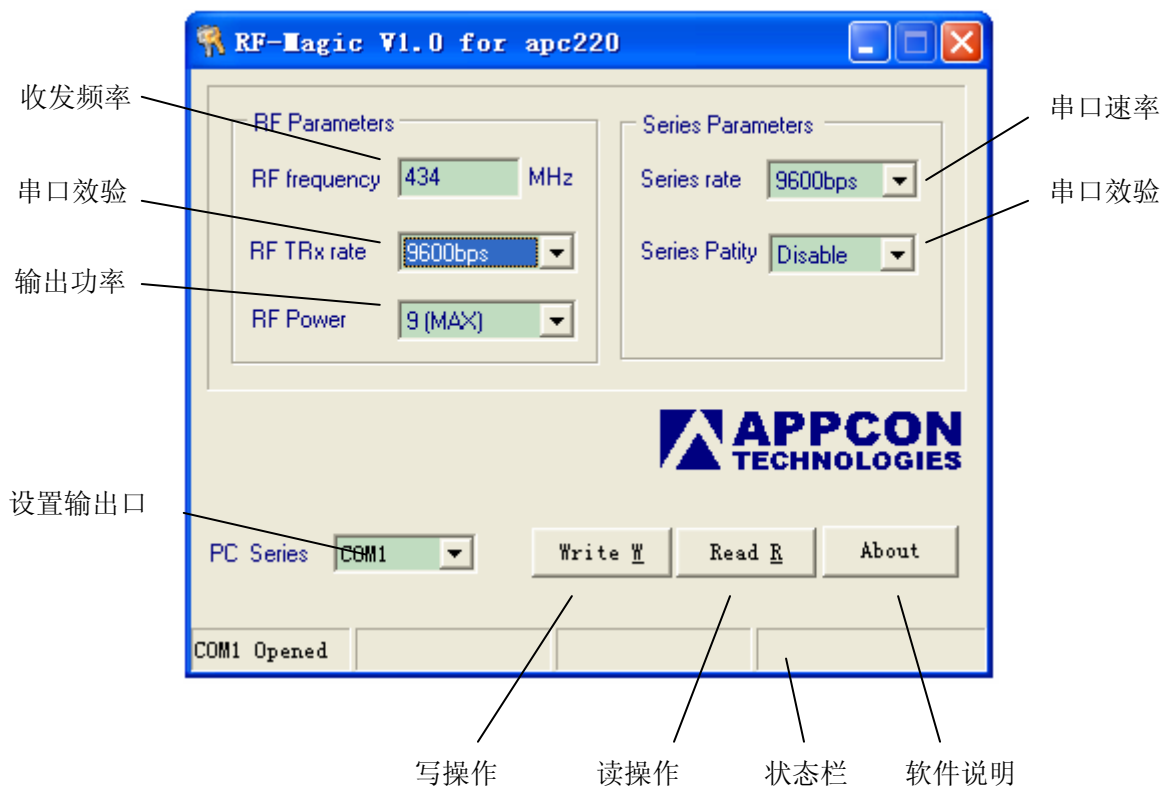 RF-Magic V1.0 for apc220
收发频率
串口效验
输出功率
设置输出口
RF Parameters
RF frequency 434 MHz
RF TRx rate 9600bps
RF Power 9 (MAX)
Series Parameters
Series rate 9600bps
Series Patity Disable
串口速率
串口效验
APPCON
TECHNOLOGIES
PC Series COM1
Write W
Read R
About
COM1 Opened
写操作
读操作
状态栏
软件说明